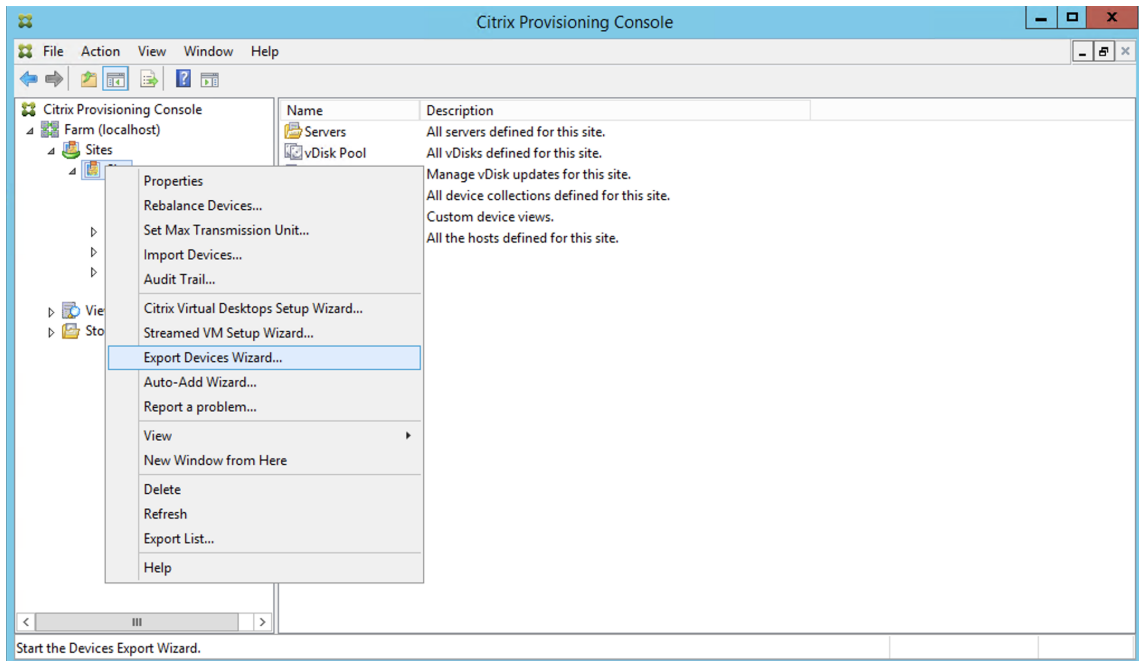 Citrix Provisioning Console
File Action View Window Help
Citrix Provisioning Console
Farm (localhost)
Sites
Vie
Sto
Name Description
Servers All servers defined for this site.
vDisk Pool All vDisks defined for this site.
Manage vDisk updates for this site.
All device collections defined for this site.
Custom device views.
All the hosts defined for this site.
Properties
Rebalance Devices...
Set Max Transmission Unit...
Import Devices...
Audit Trail...
Citrix Virtual Desktops Setup Wizard...
Streamed VM Setup Wizard...
Export Devices Wizard...
Auto-Add Wizard...
Report a problem...
View
New Window from Here
Delete
Refresh
Export List...
Help
Start the Devices Export Wizard.